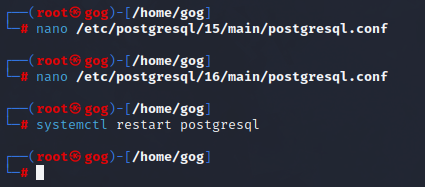 ┌──(root㉿gog)-[/home/gog]
└─# nano /etc/postgresql/15/main/postgresql.conf
┌──(root㉿gog)-[/home/gog]
└─# nano /etc/postgresql/16/main/postgresql.conf
┌──(root㉿gog)-[/home/gog]
└─# systemctl restart postgresql
┌──(root㉿gog)-[/home/gog]
└─#